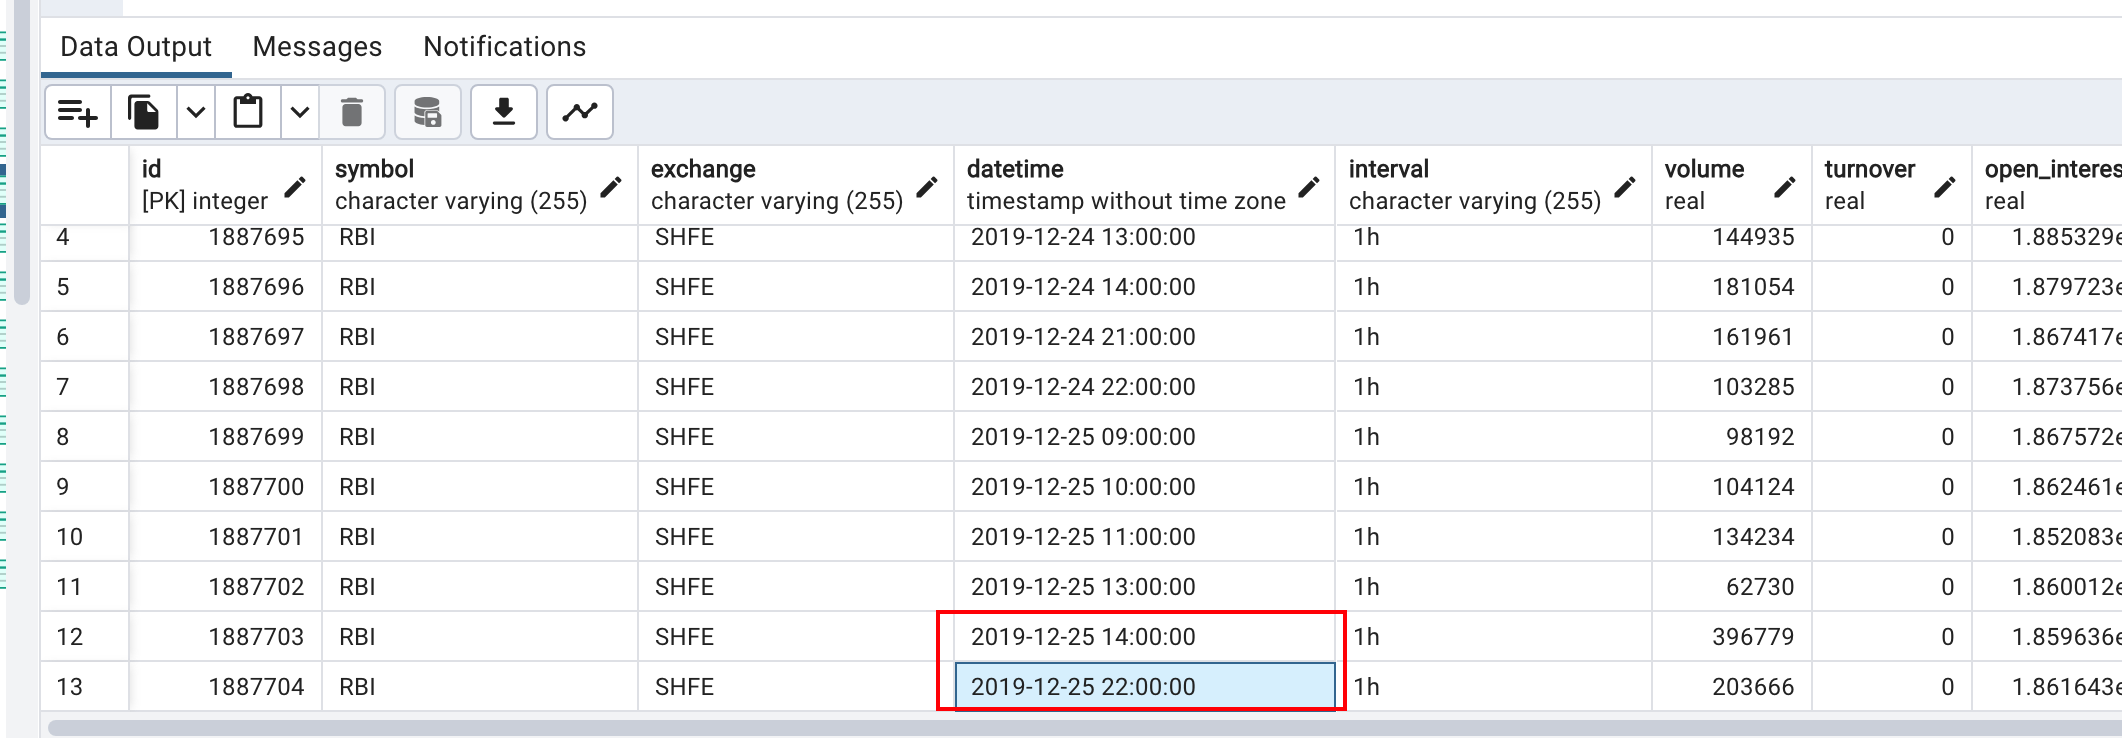 Data Output Messages Notifications
id symbol exchange datetime interval volume turnover open_interes
[PK] integer character varying (255) character varying (255) timestamp without time zone character varying (255) real real real
4 1887695 RBI SHFE 2019-12-24 13:00:00 1h 144935 0 1.885329e
5 1887696 RBI SHFE 2019-12-24 14:00:00 1h 181054 0 1.879723e
6 1887697 RBI SHFE 2019-12-24 21:00:00 1h 161961 0 1.867417e
7 1887698 RBI SHFE 2019-12-24 22:00:00 1h 103285 0 1.873756e
8 1887699 RBI SHFE 2019-12-25 09:00:00 1h 98192 0 1.867572e
9 1887700 RBI SHFE 2019-12-25 10:00:00 1h 104124 0 1.862461e
10 1887701 RBI SHFE 2019-12-25 11:00:00 1h 134234 0 1.852083e
11 1887702 RBI SHFE 2019-12-25 13:00:00 1h 62730 0 1.860012e
12 1887703 RBI SHFE 2019-12-25 14:00:00 1h 396779 0 1.859636e
13 1887704 RBI SHFE 2019-12-25 22:00:00 1h 203666 0 1.861643e